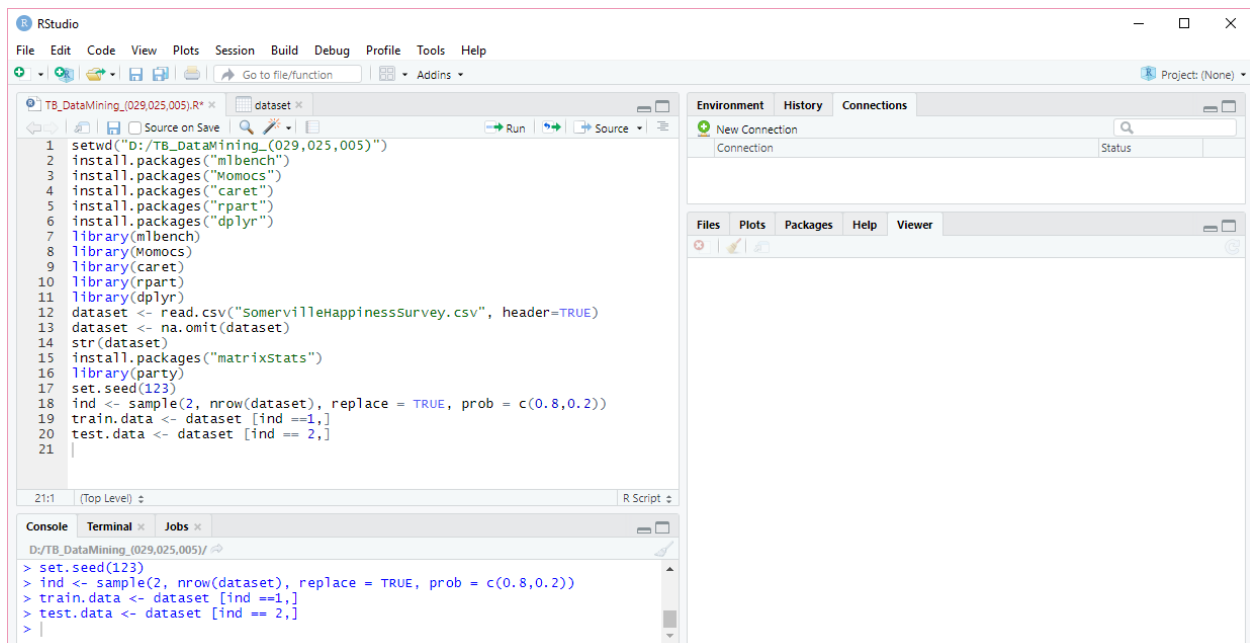 RStudio
File Edit Code View Plots Session Build Debug Profile Tools Help
Go to file/function Addins Project: (None)
TB_DataMining_(029,025,005).R* dataset
Source on Save Run Source
1 setwd("D:/TB_DataMining_(029,025,005)")
2 install.packages("mlbench")
3 install.packages("Momocs")
4 install.packages("caret")
5 install.packages("rpart")
6 install.packages("dplyr")
7 library(mlbench)
8 library(Momocs)
9 library(caret)
10 library(rpart)
11 library(dplyr)
12 dataset <- read.csv("SomervilleHappinessSurvey.csv", header=TRUE)
13 dataset <- na.omit(dataset)
14 str(dataset)
15 install.packages("matrixStats")
16 library(party)
17 set.seed(123)
18 ind <- sample(2, nrow(dataset), replace = TRUE, prob = c(0.8,0.2))
19 train.data <- dataset [ind ==1,]
20 test.data <- dataset [ind == 2,]
21
21:1 (Top Level) R Script
Console Terminal Jobs
D:/TB_DataMining_(029,025,005)/
> set.seed(123)
> ind <- sample(2, nrow(dataset), replace = TRUE, prob = c(0.8,0.2))
> train.data <- dataset [ind ==1,]
> test.data <- dataset [ind == 2,]
>
Environment History Connections
New Connection
Connection Status
Files Plots Packages Help Viewer